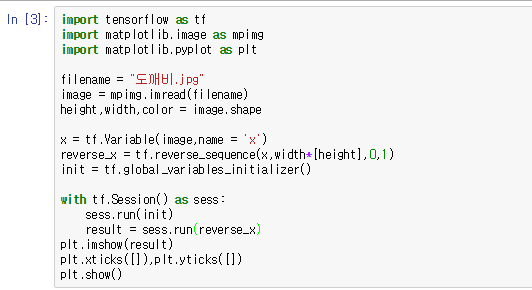 In [3]:
import tensorflow as tf
import matplotlib.image as mpimg
import matplotlib.pyplot as plt
filename = "도깨비.jpg"
image = mpimg.imread(filename)
height,width,color = image.shape
x = tf.Variable(image,name = 'x')
reverse_x = tf.reverse_sequence(x,width*[height],0,1)
init = tf.global_variables_initializer()
with tf.Session() as sess:
    sess.run(init)
    result = sess.run(reverse_x)
plt.imshow(result)
plt.xticks([]),plt.yticks([])
plt.show()